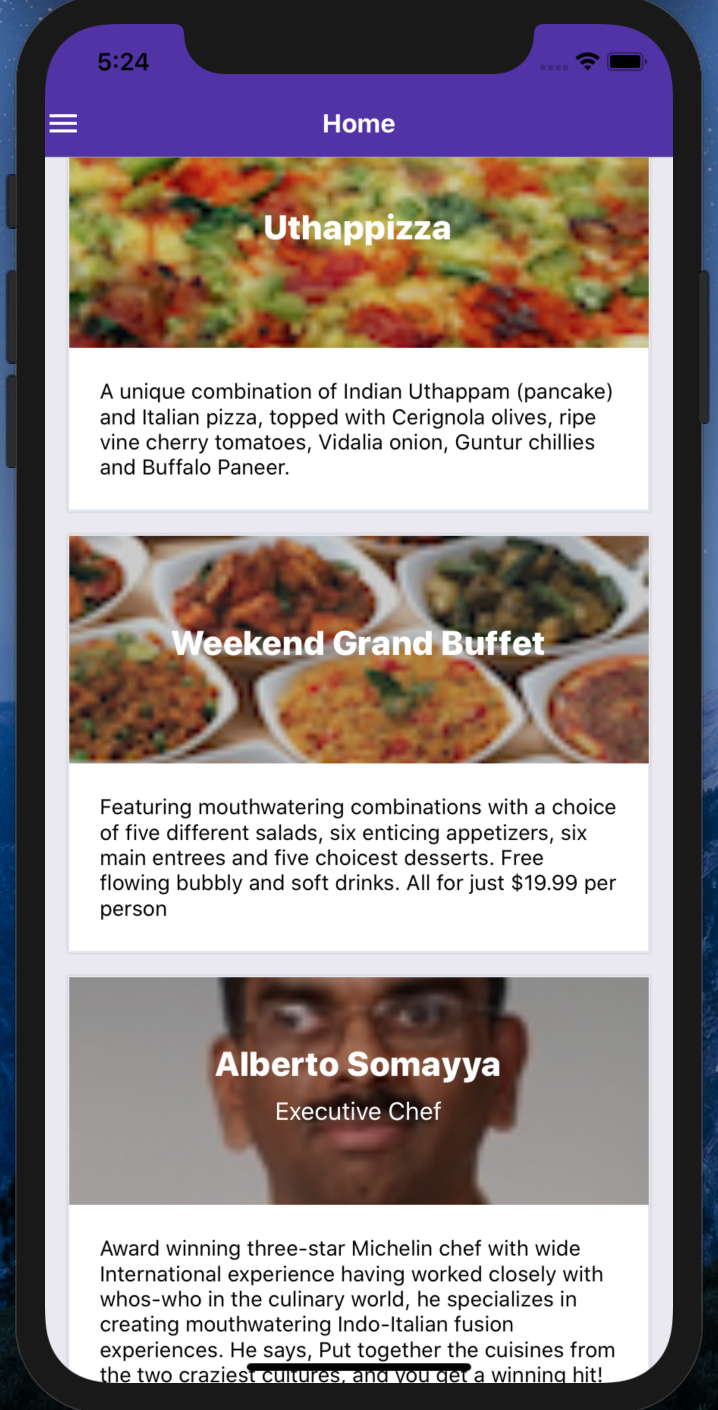 5:24
Home
Uthappizza
A unique combination of Indian Uthappam (pancake)
and Italian pizza, topped with Cerignola olives, ripe
vine cherry tomatoes, Vidalia onion, Guntur chillies
and Buffalo Paneer.
Weekend Grand Buffet
Featuring mouthwatering combinations with a choice
of five different salads, six enticing appetizers, six
main entrees and five choicest desserts. Free
flowing bubbly and soft drinks. All for just $19.99 per
person
Alberto Somayya
Executive Chef
Award winning three-star Michelin chef with wide
International experience having worked closely with
whos-who in the culinary world, he specializes in
creating mouthwatering Indo-Italian fusion
experiences. He says, Put together the cuisines from
the two craziest cultures, and you get a winning hit!